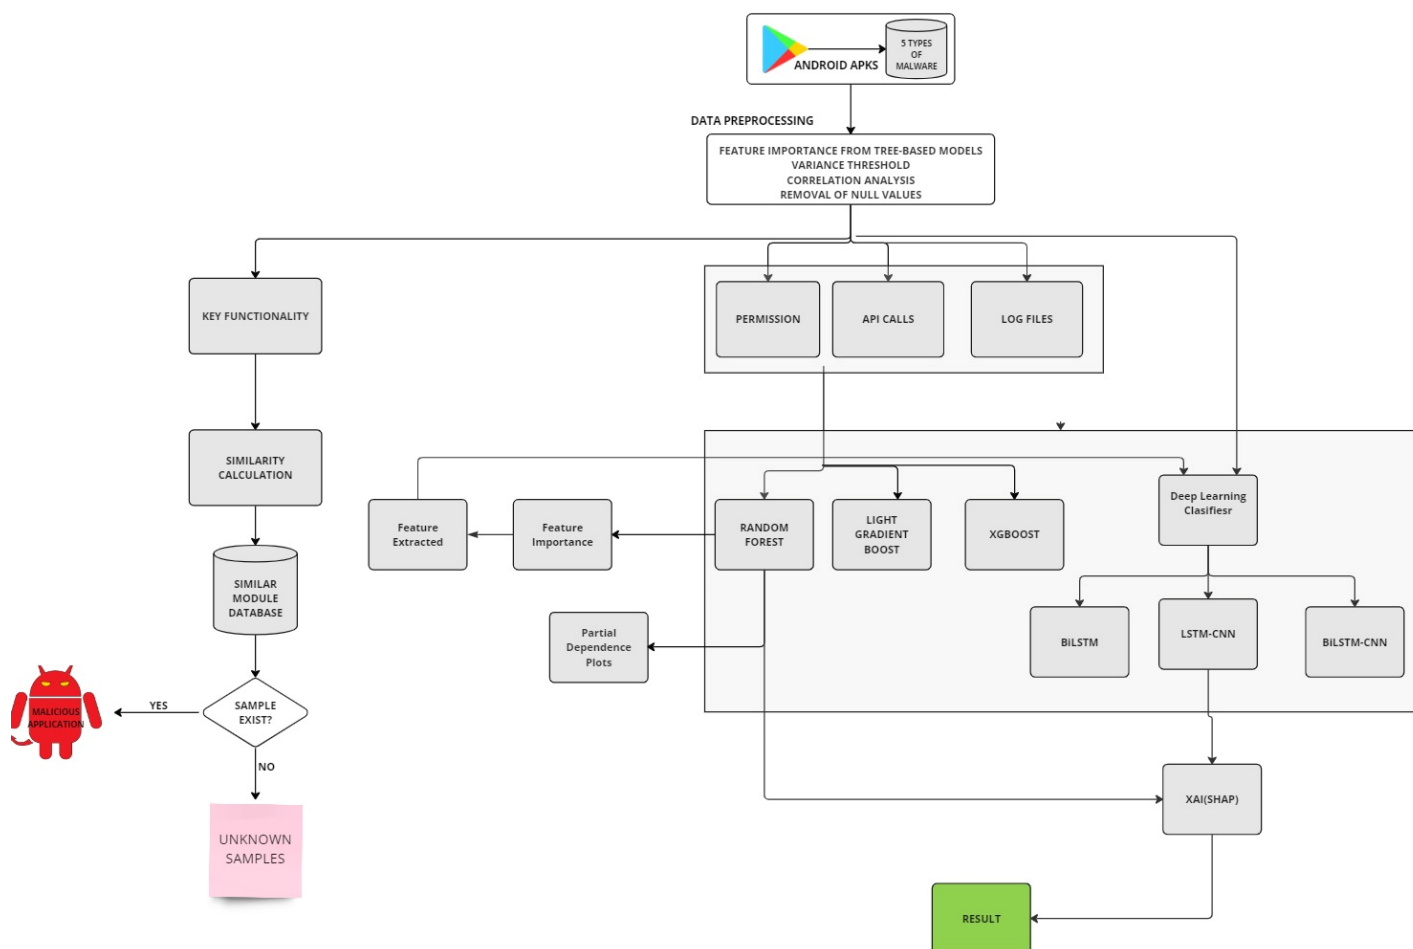 5 TYPES
OF
MALWARE
ANDROID APKS
DATA PREPROCESSING
FEATURE IMPORTANCE FROM TREE-BASED MODELS
VARIANCE THRESHOLD
CORRELATION ANALYSIS
REMOVAL OF NULL VALUES
KEY FUNCTIONALITY
PERMISSION
API CALLS
LOG FILES
SIMILARITY
CALCULATION
Feature
Extracted
Feature
Importance
RANDOM
FOREST
LIGHT
GRADIENT
BOOST
XGBOOST
Deep Learning
Clasifiesr
SIMILAR
MODULE
DATABASE
Partial
Dependence
Plots
BiLSTM
LSTM-CNN
BiLSTM-CNN
MALICIOUS
APPLICATION
YES
SAMPLE
EXIST?
NO
UNKNOWN
SAMPLES
XAI(SHAP)
RESULT